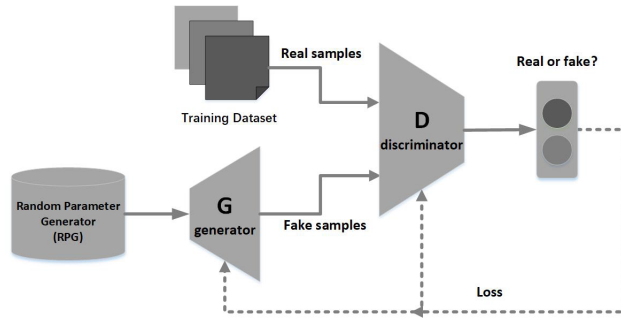 Real samples
Real or fake?
Training Dataset
D
discriminator
Random Parameter
Generator
(RPG)
G
generator
Fake samples
Loss